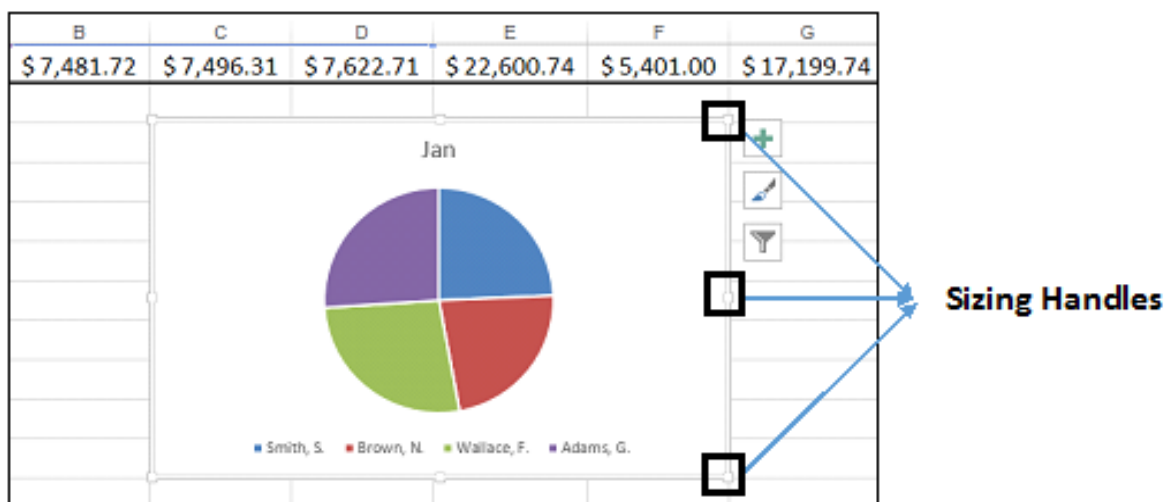 B C D E F G
$ 7,481.72 $ 7,496.31 $ 7,622.71 $ 22,600.74 $ 5,401.00 $ 17,199.74
Jan
Sizing Handles
Smith, S. Brown, N. Wallace, F. Adams, G.